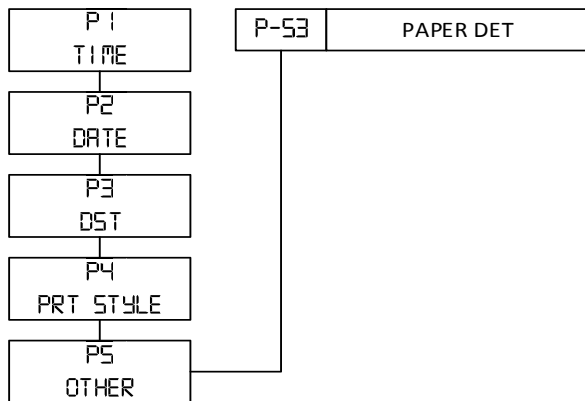 P1
TIME
P2
DATE
P3
DST
P4
PRT STYLE
P5
OTHER
P-53 PAPER DET